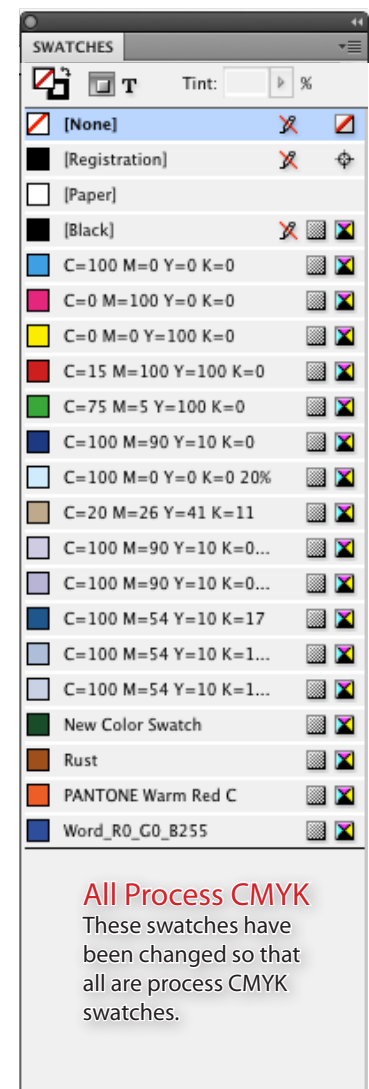 SWATCHES
T Tint: %
[None]
[Registration]
[Paper]
[Black]
C=100 M=0 Y=0 K=0
C=0 M=100 Y=0 K=0
C=0 M=0 Y=100 K=0
C=15 M=100 Y=100 K=0
C=75 M=5 Y=100 K=0
C=100 M=90 Y=10 K=0
C=100 M=0 Y=0 K=0 20%
C=20 M=26 Y=41 K=11
C=100 M=90 Y=10 K=0...
C=100 M=90 Y=10 K=0...
C=100 M=54 Y=10 K=17
C=100 M=54 Y=10 K=1...
C=100 M=54 Y=10 K=1...
New Color Swatch
Rust
PANTONE Warm Red C
Word_R0_G0_B255
All Process CMYK
These swatches have
been changed so that
all are process CMYK
swatches.